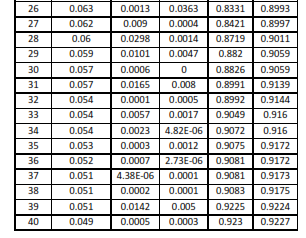 26 0.063 0.0013 0.0363 0.8331 0.8993
27 0.062 0.009 0.0004 0.8421 0.8997
28 0.06 0.0298 0.0014 0.8719 0.9011
29 0.059 0.0101 0.0047 0.882 0.9059
30 0.057 0.0006 0 0.8826 0.9059
31 0.057 0.0165 0.008 0.8991 0.9139
32 0.054 0.0001 0.0005 0.8992 0.9144
33 0.054 0.0057 0.0017 0.9049 0.916
34 0.054 0.0023 4.82E-06 0.9072 0.916
35 0.053 0.0003 0.0012 0.9075 0.9172
36 0.052 0.0007 2.73E-06 0.9081 0.9172
37 0.051 4.38E-06 0.0001 0.9081 0.9173
38 0.051 0.0002 0.0001 0.9083 0.9175
39 0.051 0.0142 0.005 0.9225 0.9224
40 0.049 0.0005 0.0003 0.923 0.9227